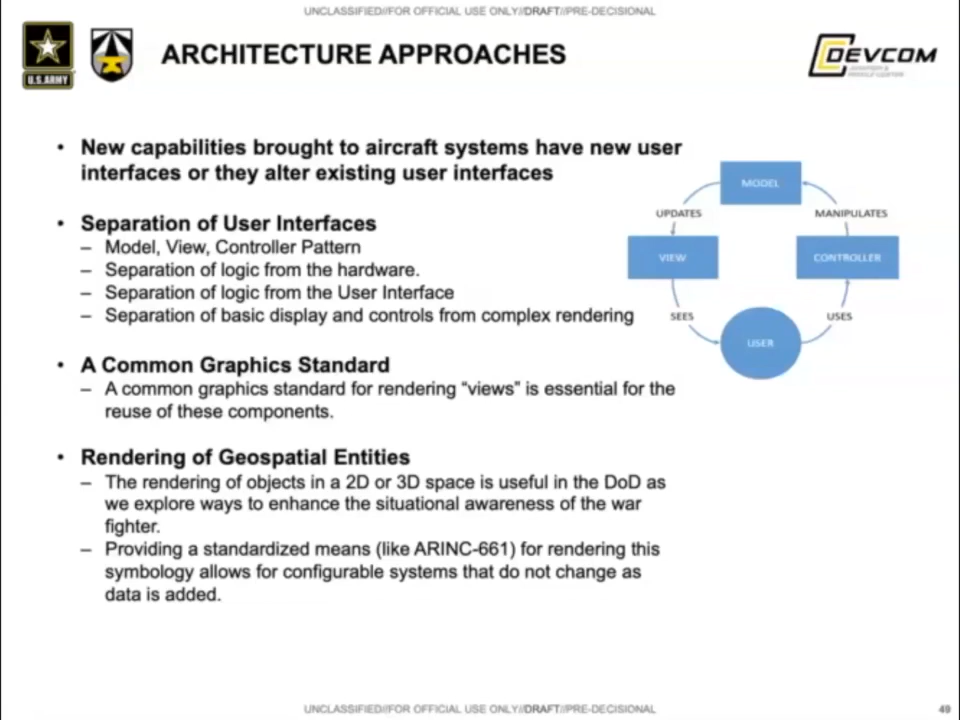 UNCLASSIFIED//FOR OFFICIAL USE ONLY//DRAFT//PRE-DECISIONAL
U.S.ARMY
ARCHITECTURE APPROACHES
DEVCOM
• New capabilities brought to aircraft systems have new user
interfaces or they alter existing user interfaces
• Separation of User Interfaces
– Model, View, Controller Pattern
– Separation of logic from the hardware.
– Separation of logic from the User Interface
– Separation of basic display and controls from complex rendering
• A Common Graphics Standard
– A common graphics standard for rendering “views” is essential for the
reuse of these components.
• Rendering of Geospatial Entities
– The rendering of objects in a 2D or 3D space is useful in the DoD as
we explore ways to enhance the situational awareness of the war
fighter.
– Providing a standardized means (like ARINC-661) for rendering this
symbology allows for configurable systems that do not change as
data is added.
MODEL
UPDATES
MANIPULATES
VIEW
CONTROLLER
SEES
USES
USER
UNCLASSIFIED//FOR OFFICIAL USE ONLY//DRAFT//PRE-DECISIONAL
49